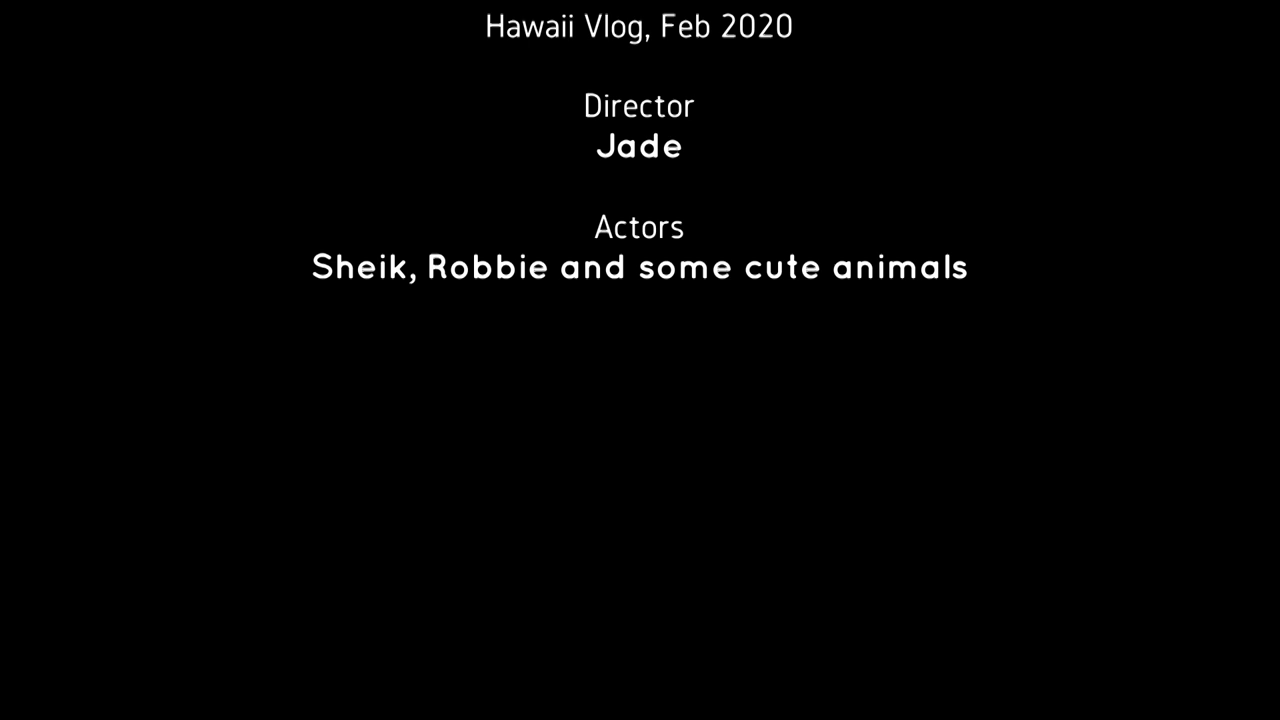 Hawaii Vlog, Feb 2020
Director
Jade
Actors
Sheik, Robbie and some cute animals